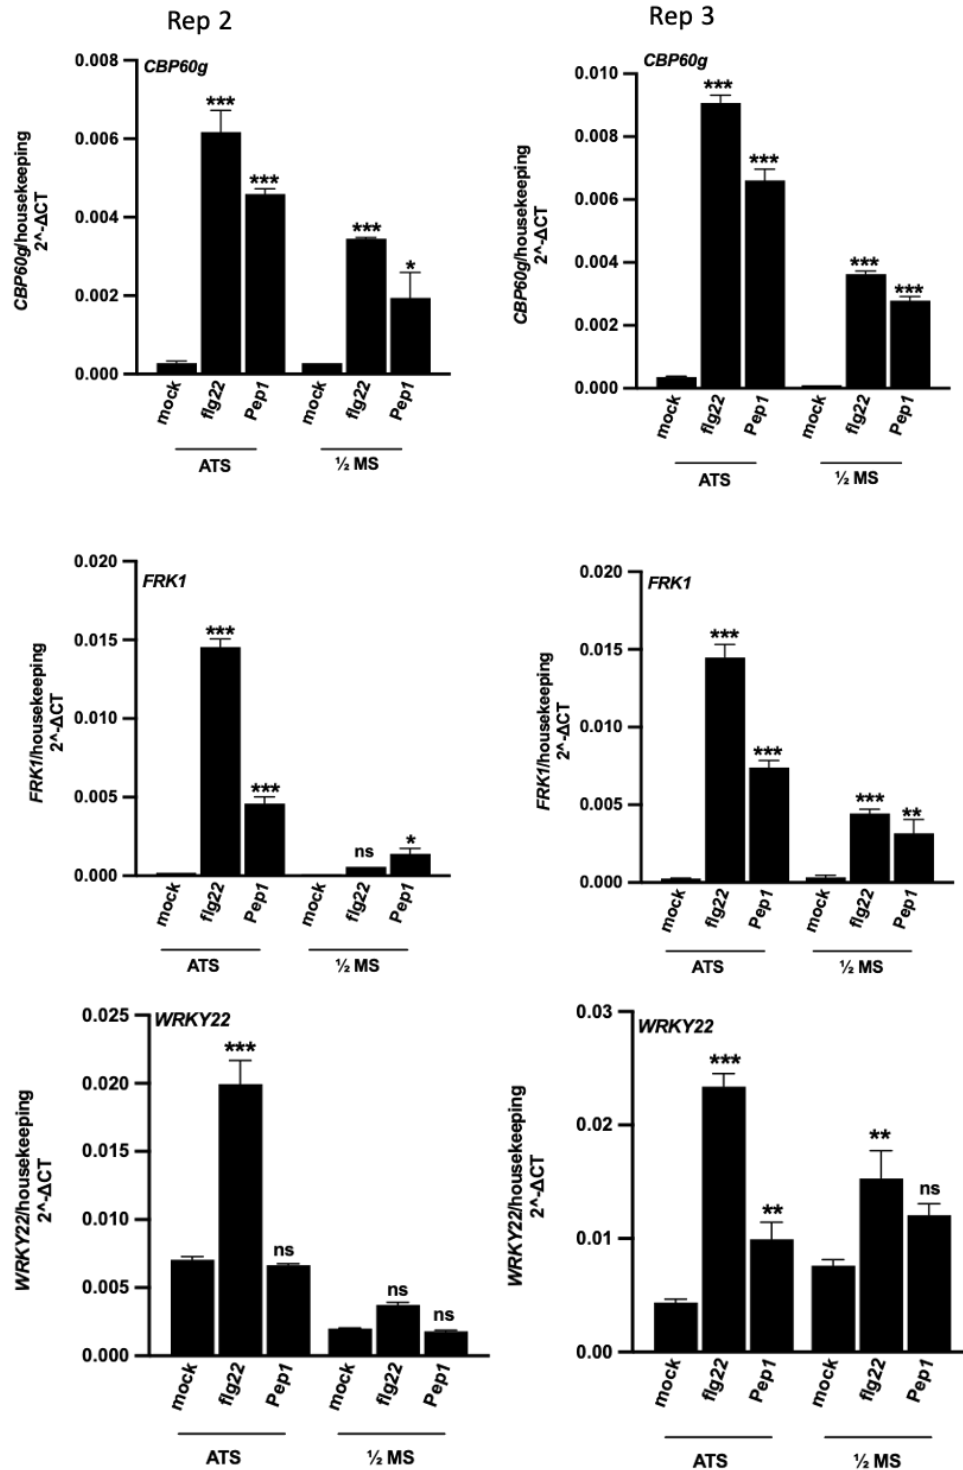 Rep 2
Rep 3
CBP60g
0.008
0.006
0.004
0.002
0.000
CBP60g/housekeeping
2^-ΔCT
***
***
***
*
mock
flg22
Pep1
mock
flg22
Pep1
ATS
½ MS
CBP60g
0.010
0.008
0.006
0.004
0.002
0.000
CBP60g/housekeeping
2^-ΔCT
***
***
***
***
mock
flg22
Pep1
mock
flg22
Pep1
ATS
½ MS
FRK1
0.020
0.015
0.010
0.005
0.000
FRK1/housekeeping
2^-ΔCT
***
***
ns
*
mock
flg22
Pep1
mock
flg22
Pep1
ATS
½ MS
FRK1
0.020
0.015
0.010
0.005
0.000
FRK1/housekeeping
2^-ΔCT
***
***
***
**
mock
flg22
Pep1
mock
flg22
Pep1
ATS
½ MS
WRKY22
0.025
0.020
0.015
0.010
0.005
0.000
WRKY22/housekeeping
2^-ΔCT
***
ns
ns
ns
mock
flg22
Pep1
mock
flg22
Pep1
ATS
½ MS
WRKY22
0.03
0.02
0.01
0.00
WRKY22/housekeeping
2^-ΔCT
***
**
**
ns
mock
flg22
Pep1
mock
flg22
Pep1
ATS
½ MS